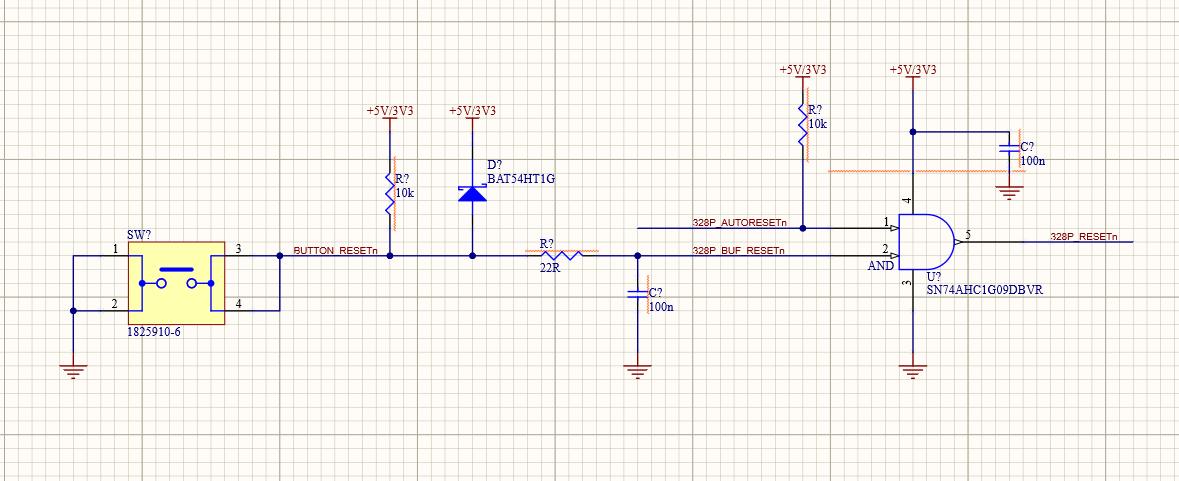 +5V/3V3
+5V/3V3
+5V/3V3
+5V/3V3
R?
10k
C?
100n
D?
BAT54HT1G
R?
10k
4
328P_AUTORESETn
1
SW?
5
328P_RESETn
1
3
BUTTON_RESETn
R?
22R
328P_BUF_RESETn
2
AND
U?
SN74AHC1G09DBVR
3
C?
100n
2
4
1825910-6